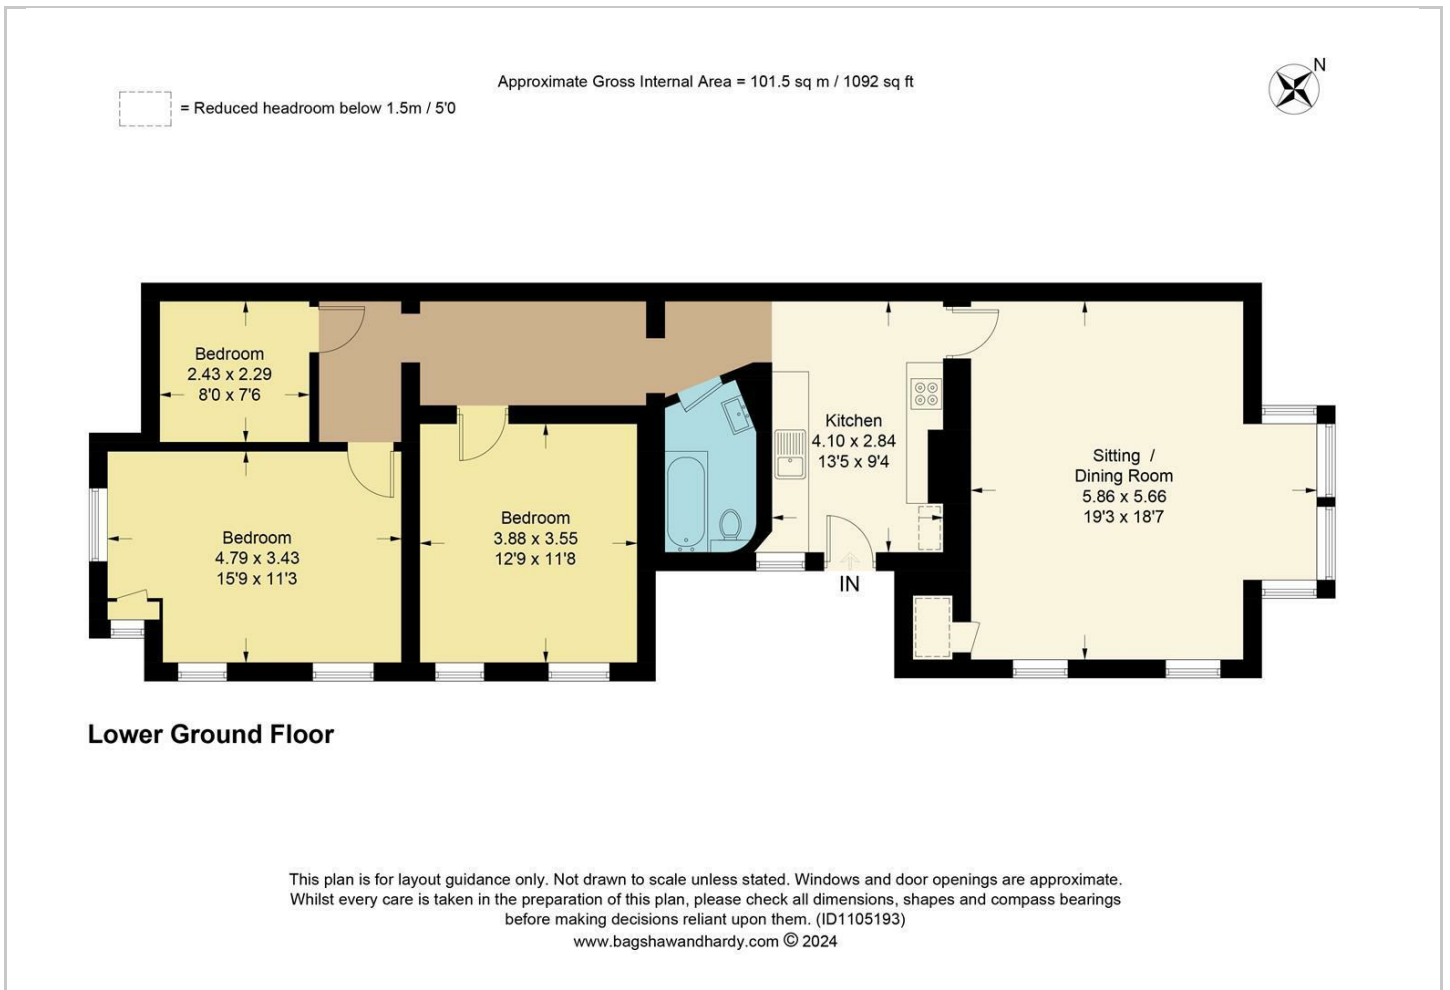 Approximate Gross Internal Area = 101.5 sq m / 1092 sq ft
N
= Reduced headroom below 1.5m / 5'0
Bedroom
2.43 x 2.29
8'0 x 7'6
Kitchen
4.10 x 2.84
13'5 x 9'4
Sitting /
Dining Room
5.86 x 5.66
19'3 x 18'7
Bedroom
4.79 x 3.43
15'9 x 11'3
Bedroom
3.88 x 3.55
12'9 x 11'8
IN
Lower Ground Floor
This plan is for layout guidance only. Not drawn to scale unless stated. Windows and door openings are approximate.
Whilst every care is taken in the preparation of this plan, please check all dimensions, shapes and compass bearings
before making decisions reliant upon them. (ID1105193)
www.bagshawandhardy.com © 2024